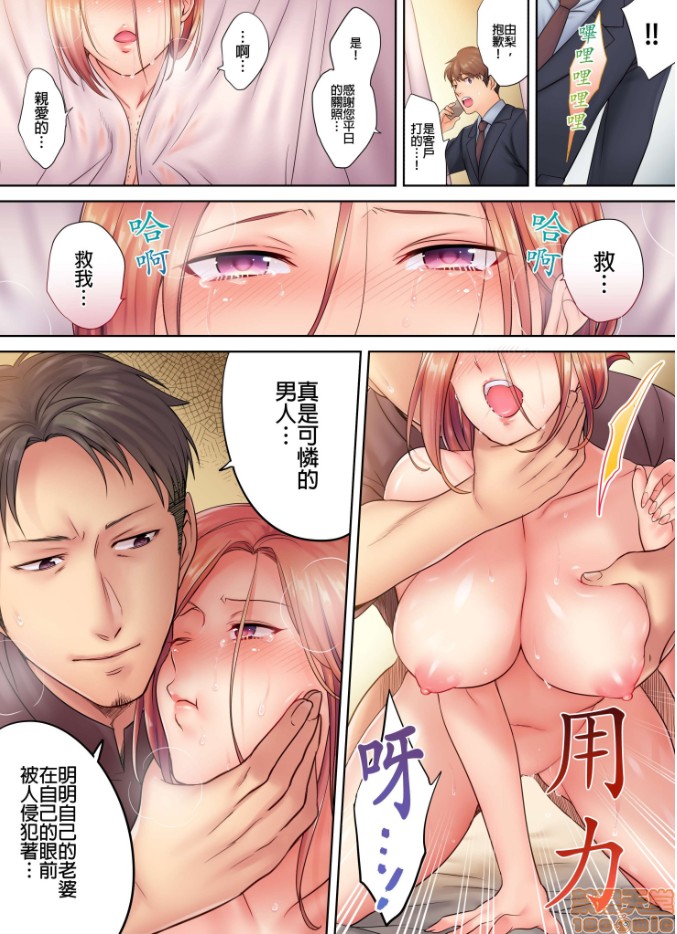 !!
嗶哩哩哩哩
由梨，
抱歉！
是客戶
打的…！
是！
感謝您平日
的關照…
…啊…
親愛的…
救…
哈啊
哈啊
救我…
用力
呀…!!
真是可憐的
男人…
明明自己的老婆
在自己的眼前
被人侵犯著…